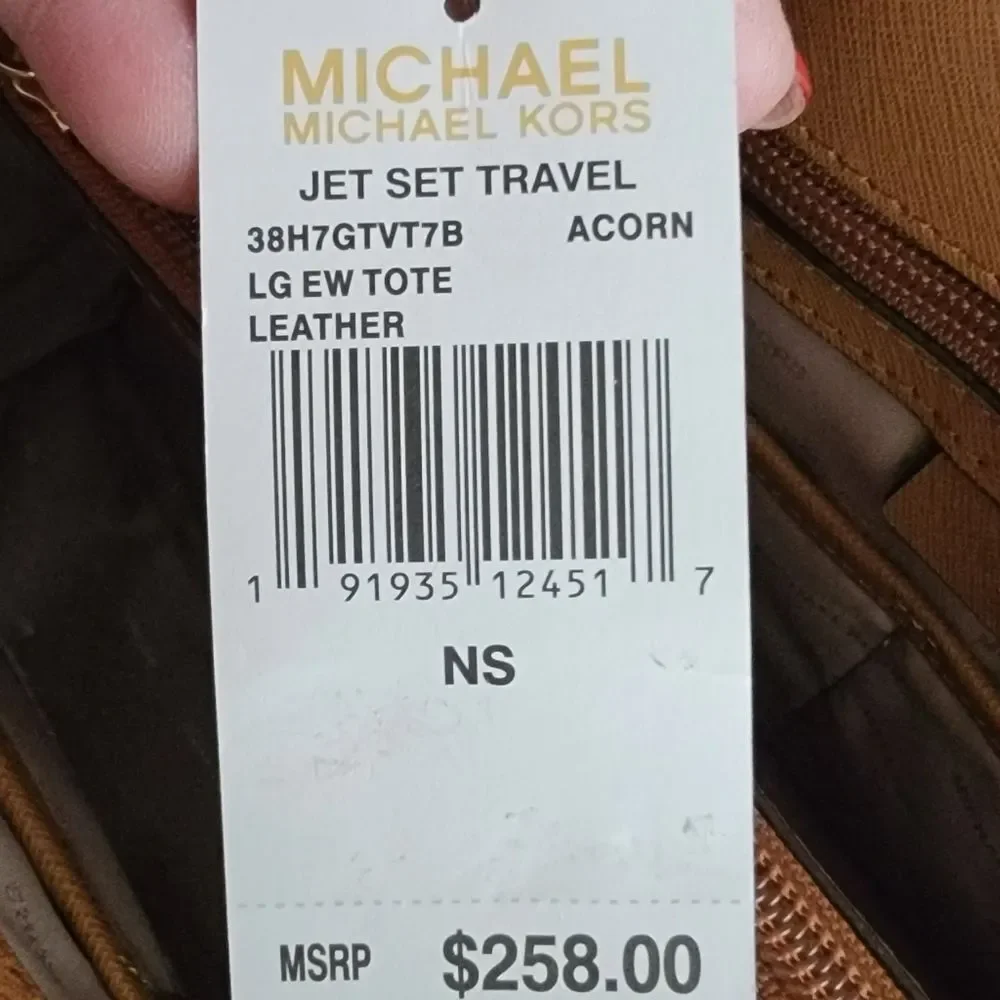 MICHAEL
MICHAEL KORS
JET SET TRAVEL
38H7GTVT7B ACORN
LG EW TOTE
LEATHER
1 91935 12451 7
NS
MSRP $258.00